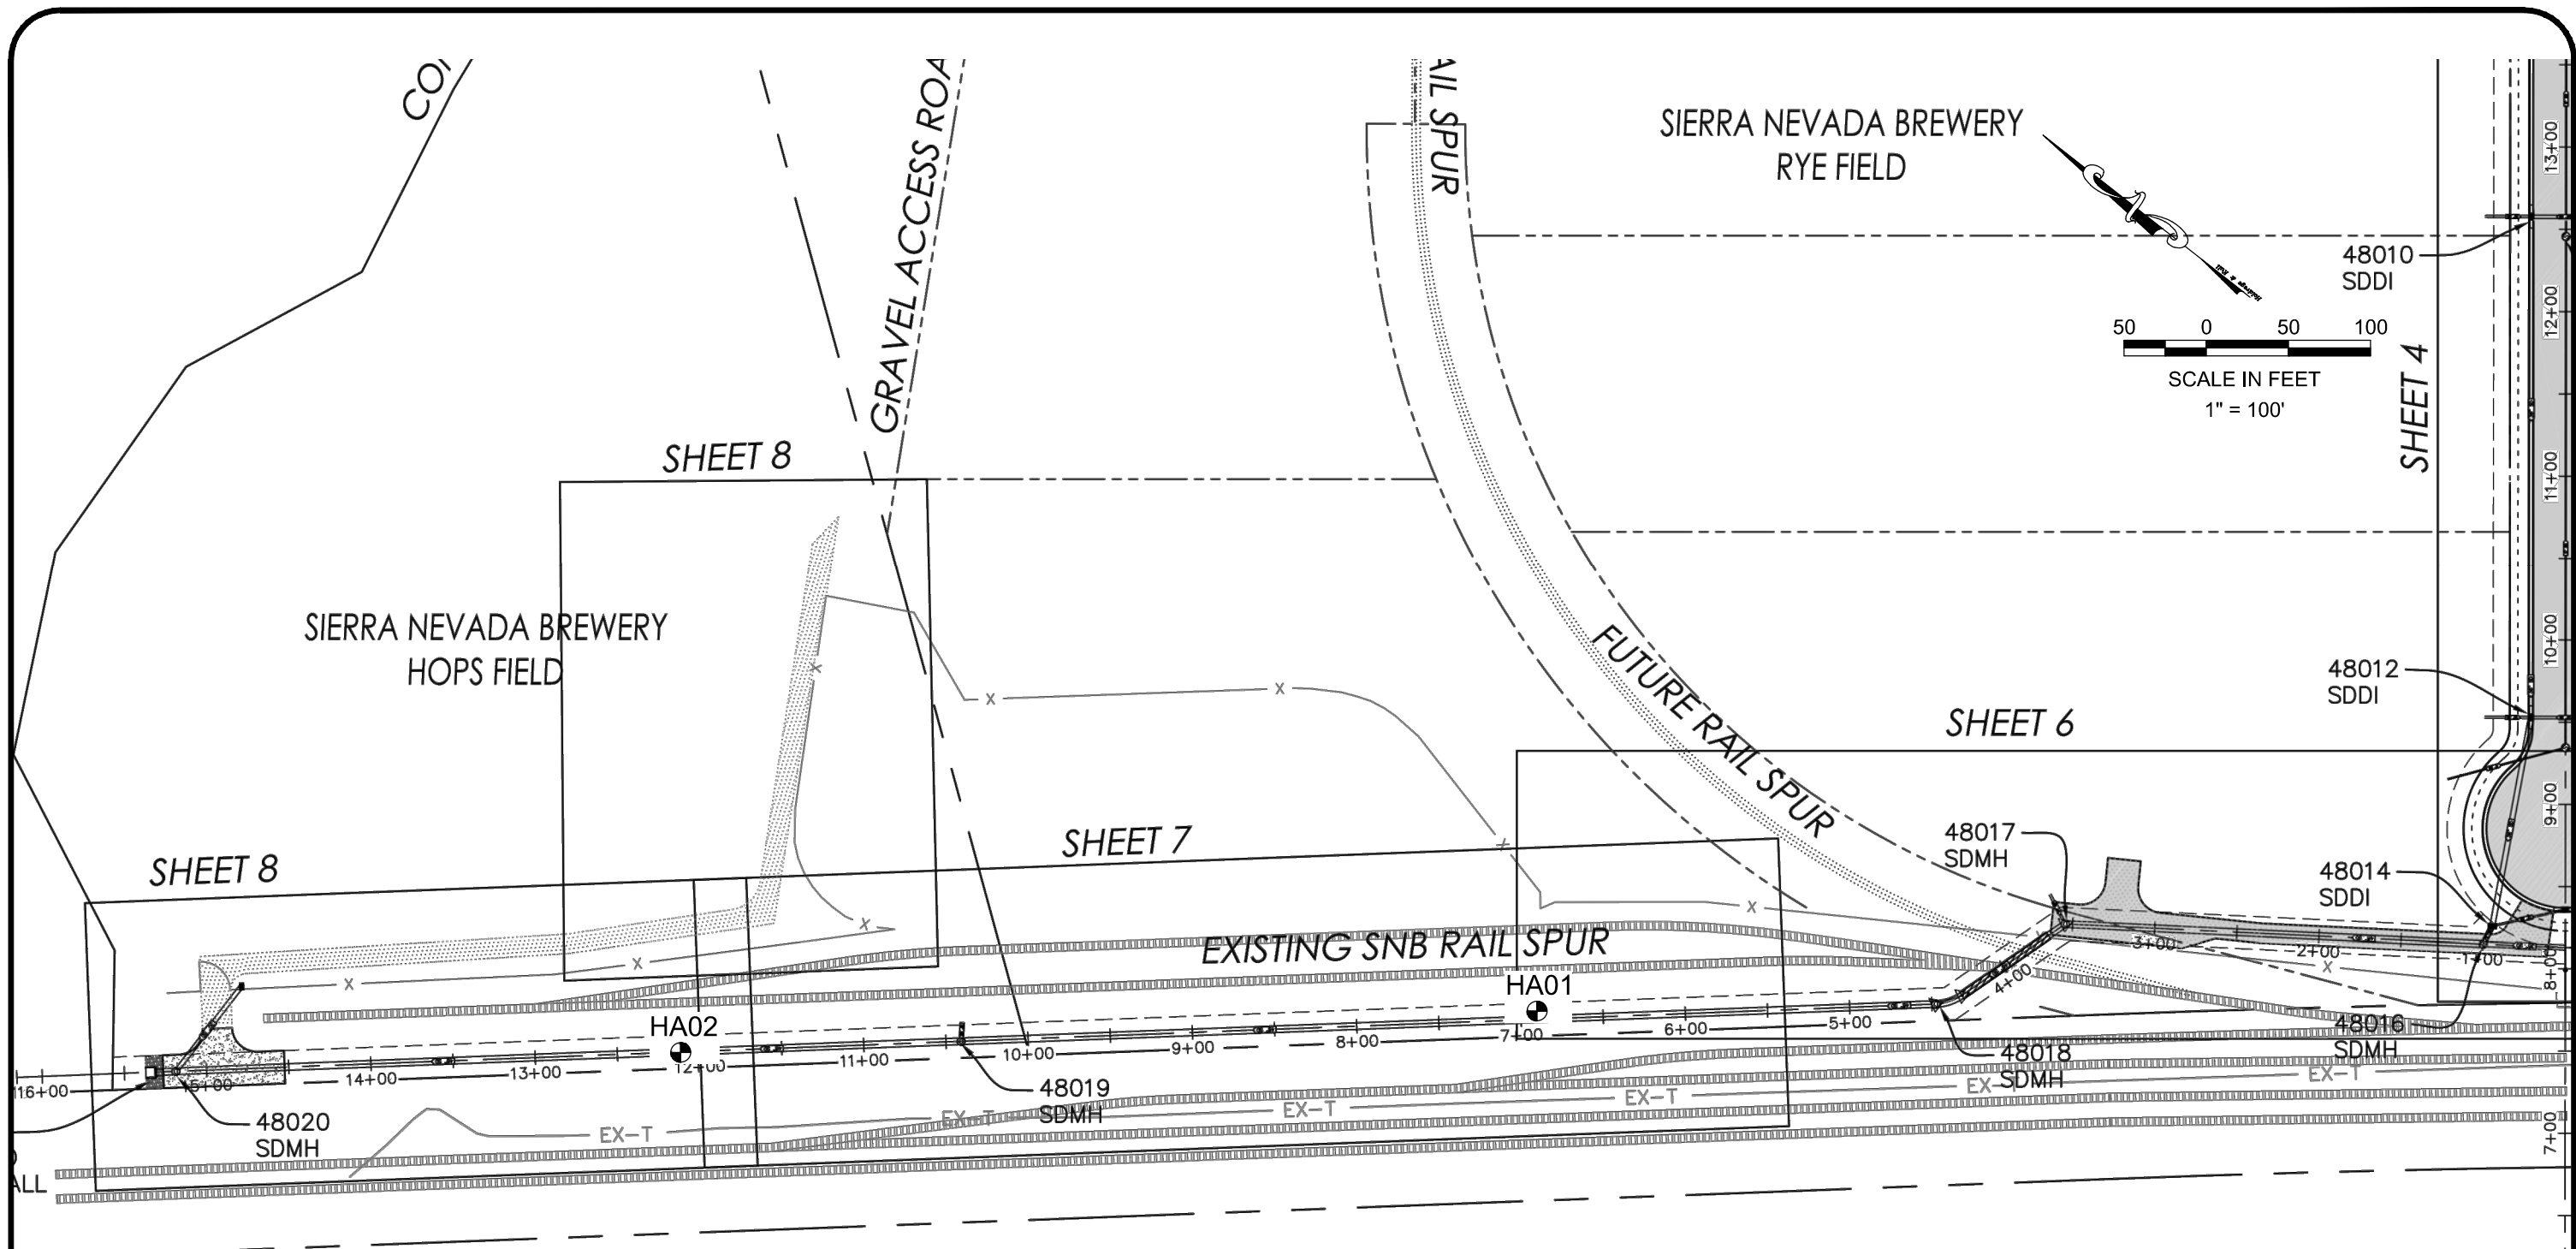 SIERRA NEVADA BREWERY
RYE FIELD
13+00
48010
SDDI
50 0 50 100
SCALE IN FEET
1" = 100'
12+00
SHEET 4
GRAVEL ACCESS
SPUR
SHEET 8
11+00
SIERRA NEVADA BREWERY
HOPS FIELD
FUTURE RAIL SPUR
10+00
48012
SDDI
SHEET 6
9+00
SHEET 8
SHEET 7
48017
SDMH
48014
SDDI
EXISTING SNB RAIL SPUR
3+00
2+00
1+00
8+00
4+00
HA01
HA02
48016
SDMH
48018
SDMH
16+00
15+00
14+00
13+00
12+00
11+00
10+00
9+00
8+00
7+00
6+00
5+00
48019
SDMH
48020
SDMH
EX-T
EX-T
EX-T
EX-T
EX-T
EX-T
7+00
X
X
X
X
X
X
X
X
X